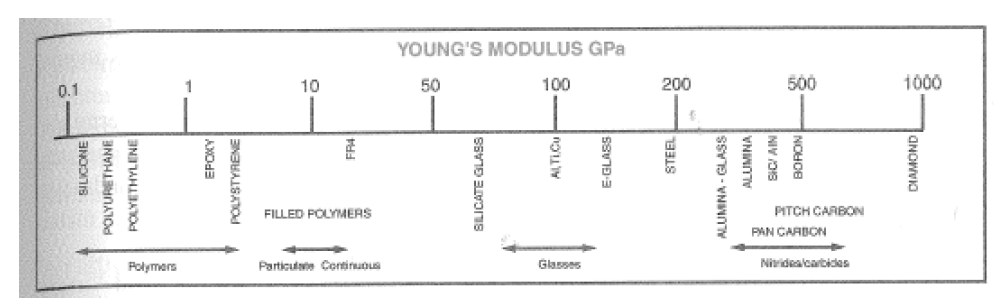 YOUNG'S MODULUS GPa
0.1 1 10 50 100 200 500 1000
SILICONE
POLYURETHANE
POLYETHYLENE
EPOXY
POLYSTYRENE
FR4
SILICATE GLASS
Al,Ti,Cu
E-GLASS
STEEL
ALUMINA - GLASS
ALUMINA
SiC/ AlN
BORON
DIAMOND
FILLED POLYMERS
PITCH CARBON
PAN CARBON
Polymers
Particulate Continuous
Glasses
Nitrides/carbides